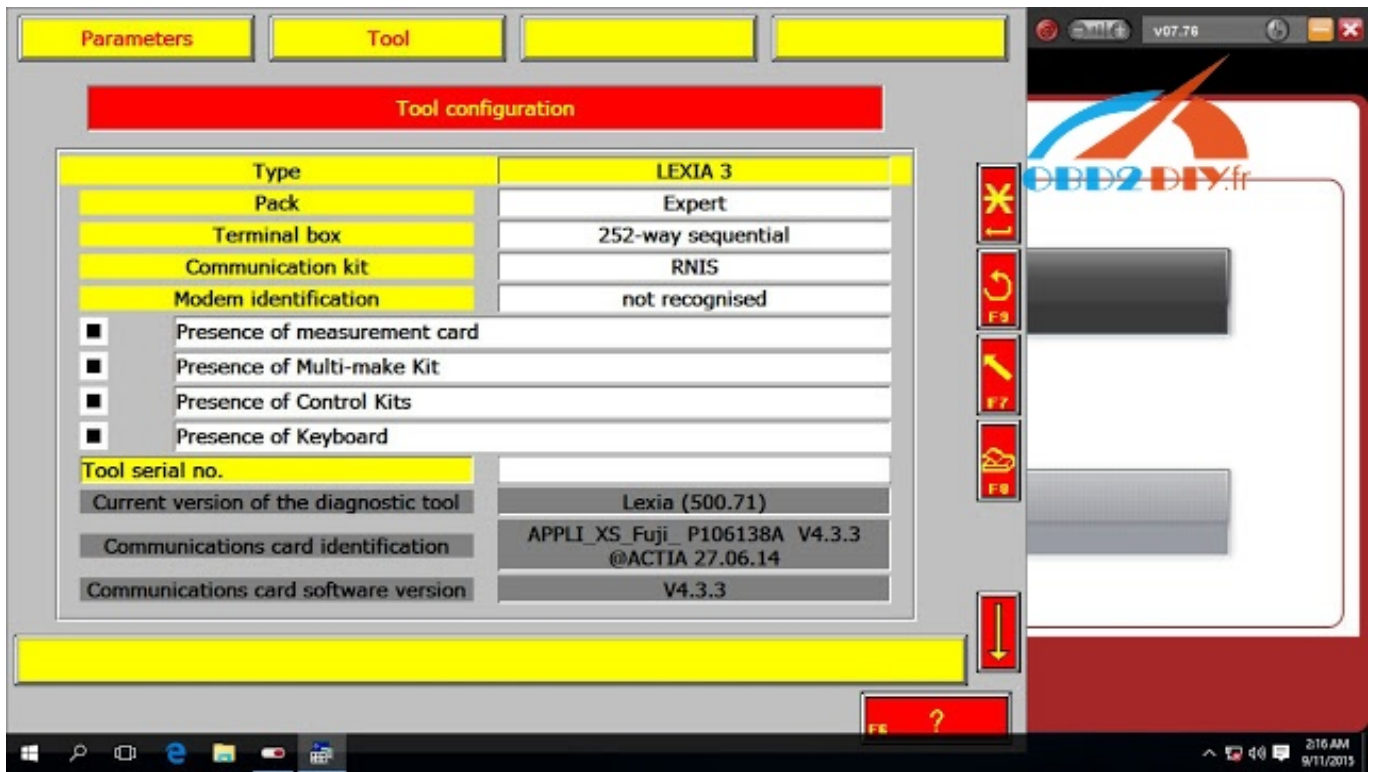 Parameters
Tool
v07.76
Tool configuration
OBD2DIY.fr
Type
LEXIA 3
Pack
Expert
Terminal box
252-way sequential
Communication kit
RNIS
Modem identification
not recognised
Presence of measurement card
Presence of Multi-make Kit
Presence of Control Kits
Presence of Keyboard
Tool serial no.
Current version of the diagnostic tool
Lexia (500.71)
Communications card identification
APPLI_XS_Fuji_ P106138A V4.3.3
@ACTIA 27.06.14
Communications card software version
V4.3.3
F9
F7
F8
F6 ?
2:16 AM
9/11/2015